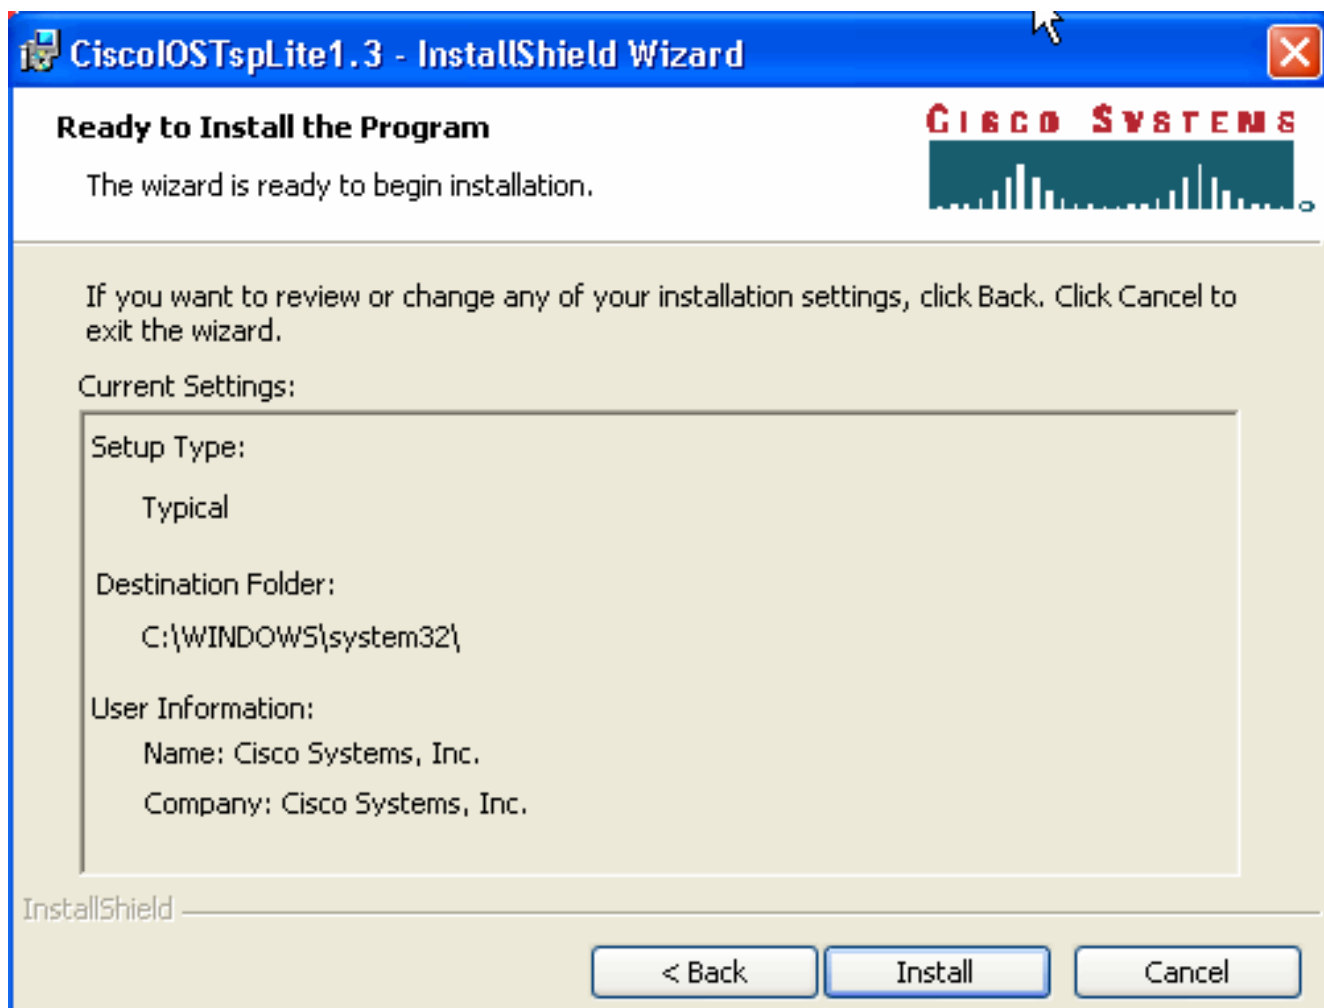 CiscoIOSTspLite1.3 - InstallShield Wizard
Ready to Install the Program
CISCO SYSTEMS
The wizard is ready to begin installation.
If you want to review or change any of your installation settings, click Back. Click Cancel to
exit the wizard.
Current Settings:
Setup Type:
Typical
Destination Folder:
C:\WINDOWS\system32\
User Information:
Name: Cisco Systems, Inc.
Company: Cisco Systems, Inc.
InstallShield
< Back
Install
Cancel